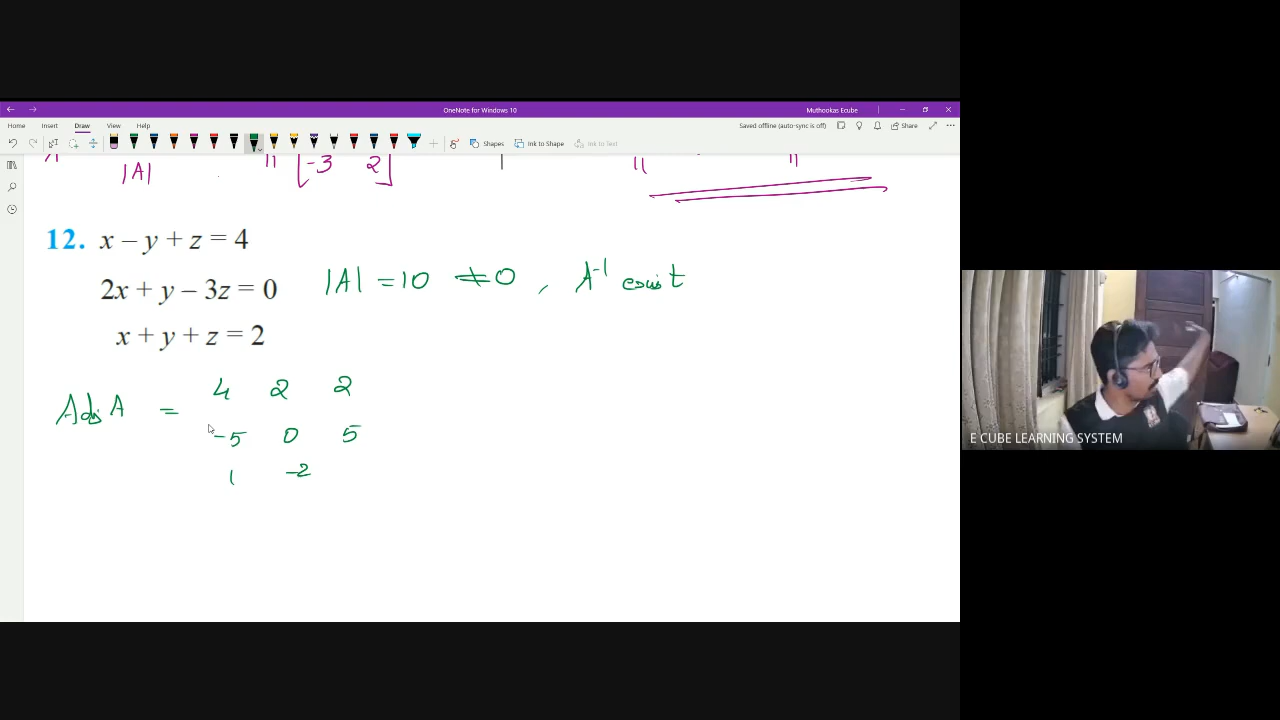 OneNote for Windows 10
Muthookas Ecube
Home Insert Draw View Help
Saved offline (auto-sync is off)
Share
Shapes
Ink to Shape
Ink to Text
|A|
-3 2
12. x – y + z = 4
2x + y – 3z = 0
|A| = 10 ≠ 0, A⁻¹ exist
x + y + z = 2
Adj A =
4 2 2
-5 0 5
1 -2
E CUBE LEARNING SYSTEM